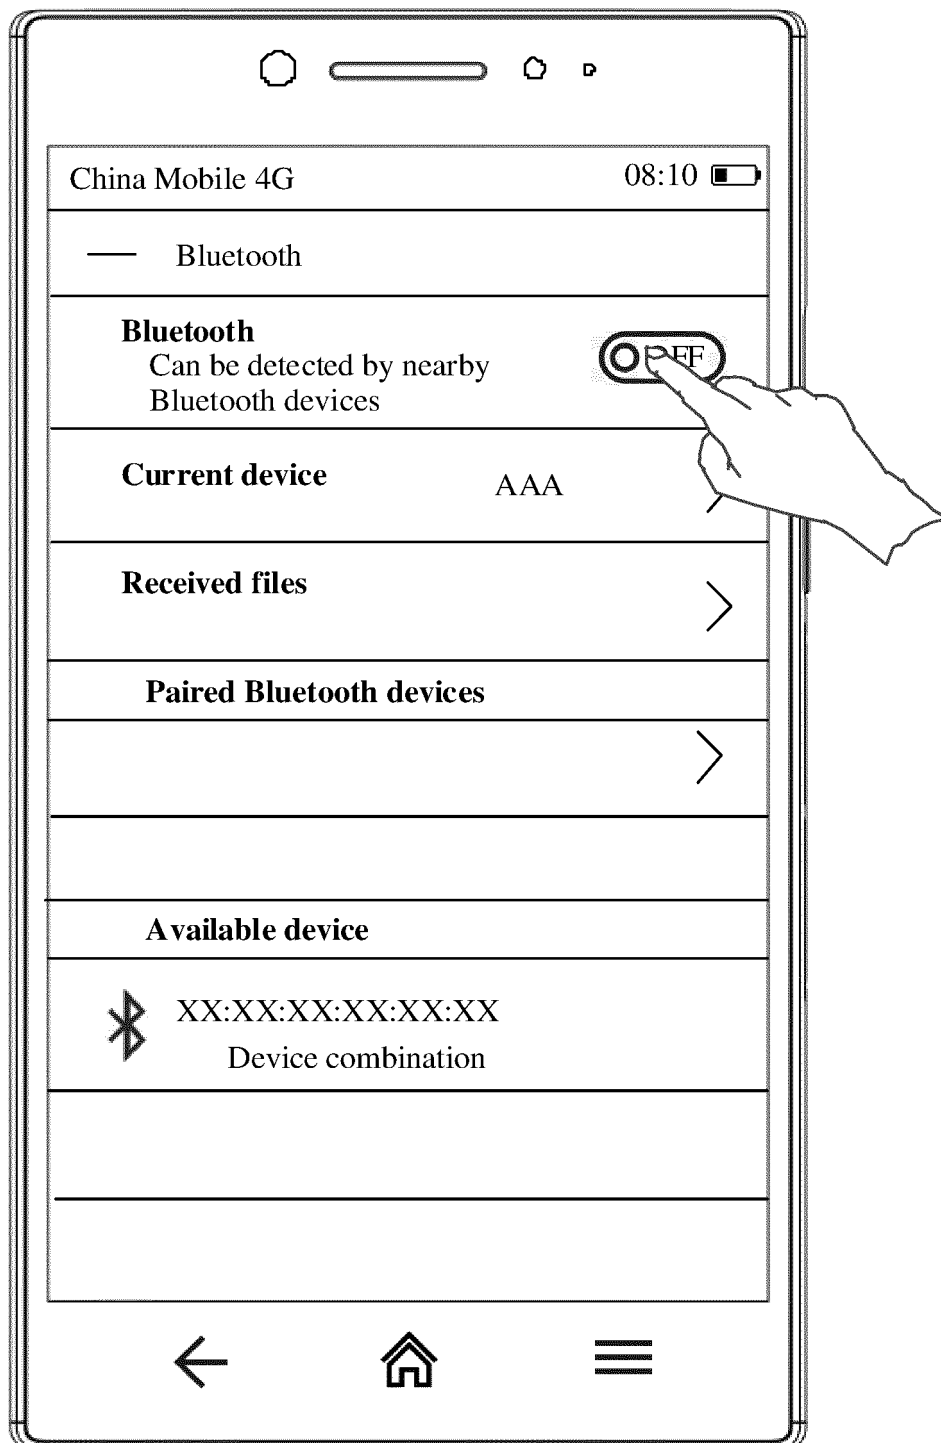 China Mobile 4G 08:10
Bluetooth
Bluetooth
Can be detected by nearby
Bluetooth devices
Current device AAA
Received files
Paired Bluetooth devices
Available device
XX:XX:XX:XX:XX:XX
Device combination